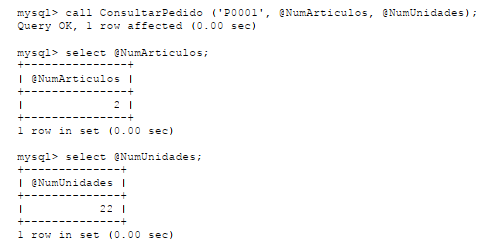 mysql> call ConsultarPedido ('P0001', @NumArticulos, @NumUnidades);
Query OK, 1 row affected (0.00 sec)
mysql> select @NumArticulos;
+---------------+
| @NumArticulos |
+---------------+
|             2 |
+---------------+
1 row in set (0.00 sec)
mysql> select @NumUnidades;
+--------------+
| @NumUnidades |
+--------------+
|           22 |
+--------------+
1 row in set (0.00 sec)